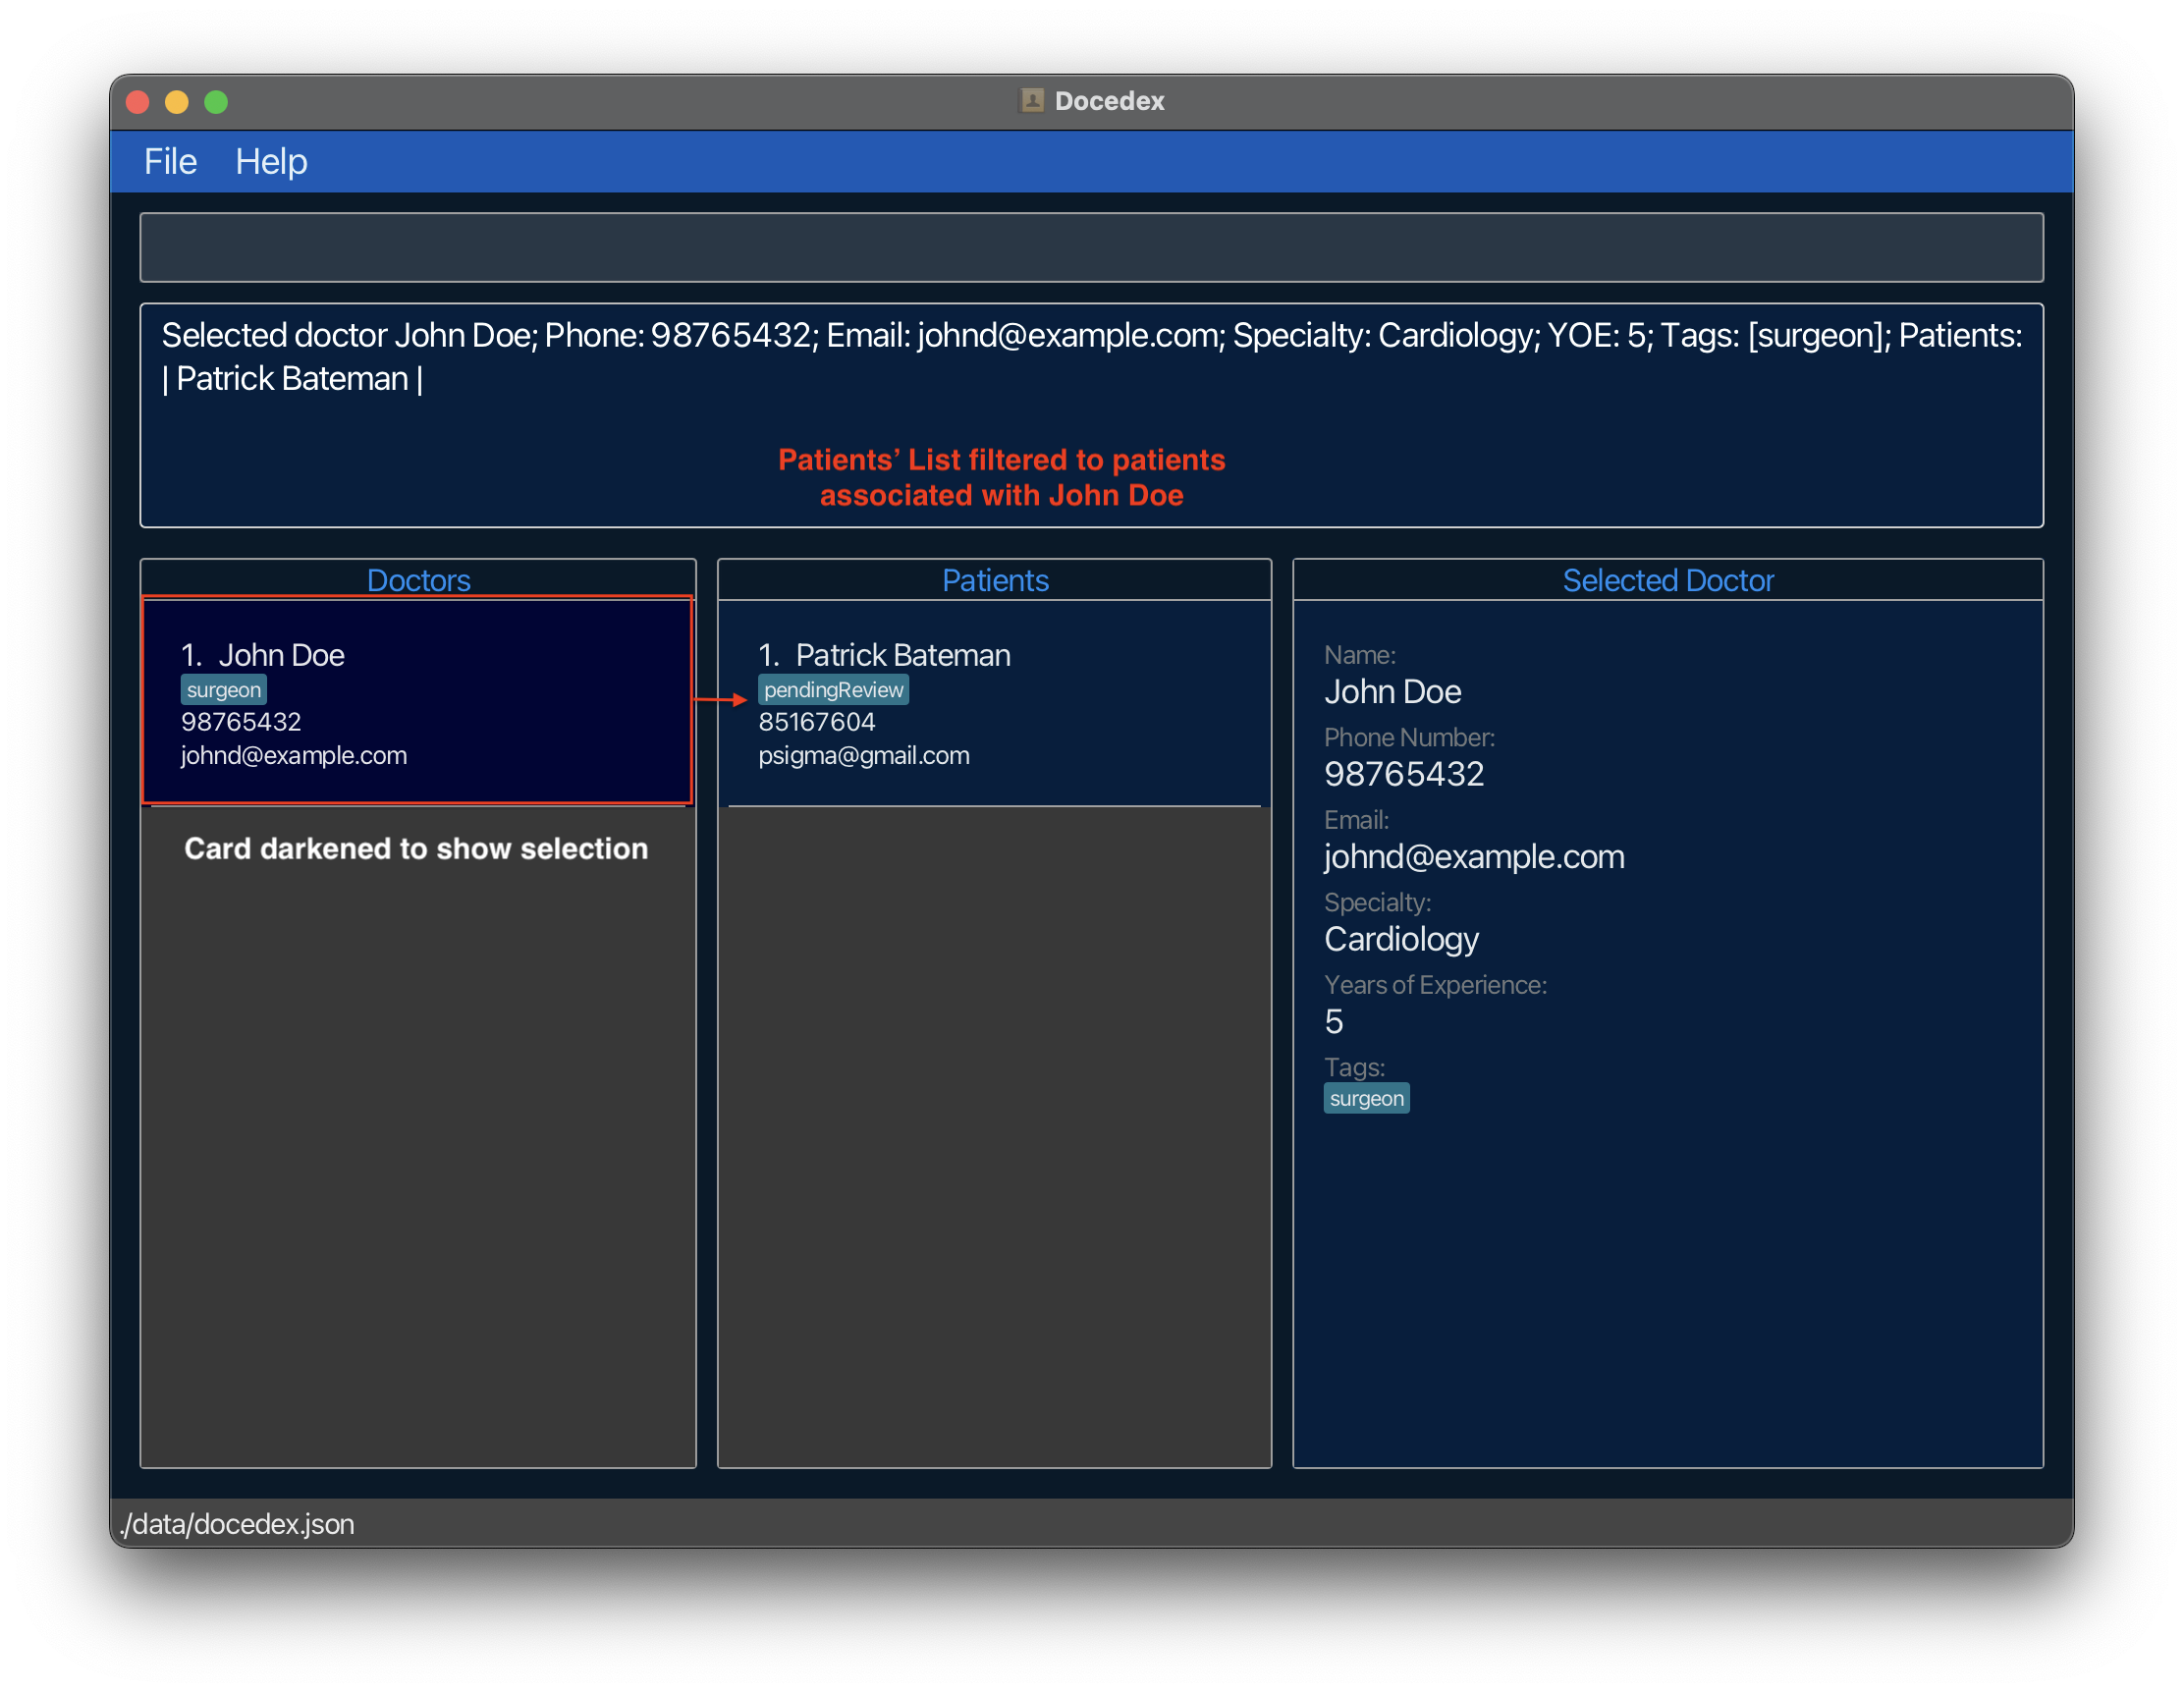 Docedex
File Help
Selected doctor John Doe; Phone: 98765432; Email: johnd@example.com; Specialty: Cardiology; YOE: 5; Tags: [surgeon]; Patients:
| Patrick Bateman |
Patients’ List filtered to patients
associated with John Doe
Doctors
1. John Doe
surgeon
98765432
johnd@example.com
Card darkened to show selection
Patients
1. Patrick Bateman
pendingReview
85167604
psigma@gmail.com
Selected Doctor
Name:
John Doe
Phone Number:
98765432
Email:
johnd@example.com
Specialty:
Cardiology
Years of Experience:
5
Tags:
surgeon
./data/docedex.json